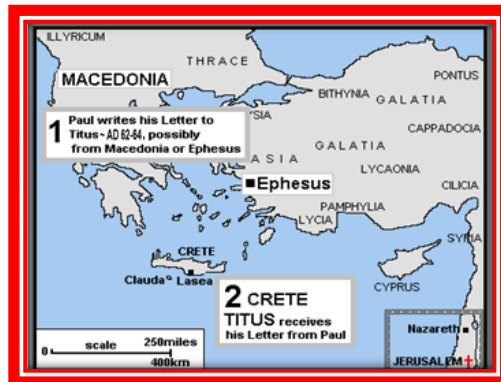 ILLYRICUM
THRACE
PONTUS
MACEDONIA
BITHYNIA
GALATIA
1 Paul writes his Letter to
Titus~AD 62-64, possibly
from Macedonia or Ephesus
YSIA
CAPPADOCIA
ASIA
GALATIA
LYCAONIA
Ephesus
CILICIA
PAMPHYLIA
LYCIA
SYRIA
CRETE
Clauda Lasea
CYPRUS
2 CRETE
TITUS receives
his Letter from Paul
Nazareth
scale 250miles
0
400km
JERUSALEM